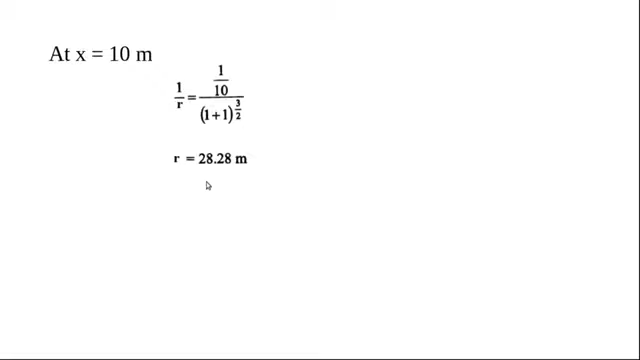 At x = 10 m
1/r = (1/10)/(1+1)^(3/2)
r = 28.28 m